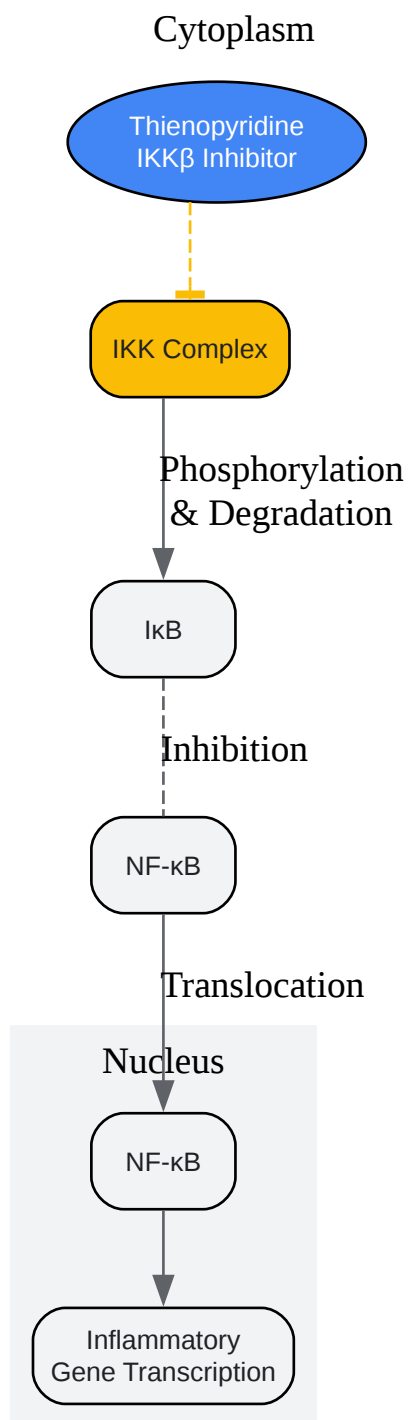 Cytoplasm
Thienopyridine
IKKβ Inhibitor
IKK Complex
Phosphorylation
& Degradation
IκB
Inhibition
NF-κB
Translocation
Nucleus
NF-κB
Inflammatory
Gene Transcription